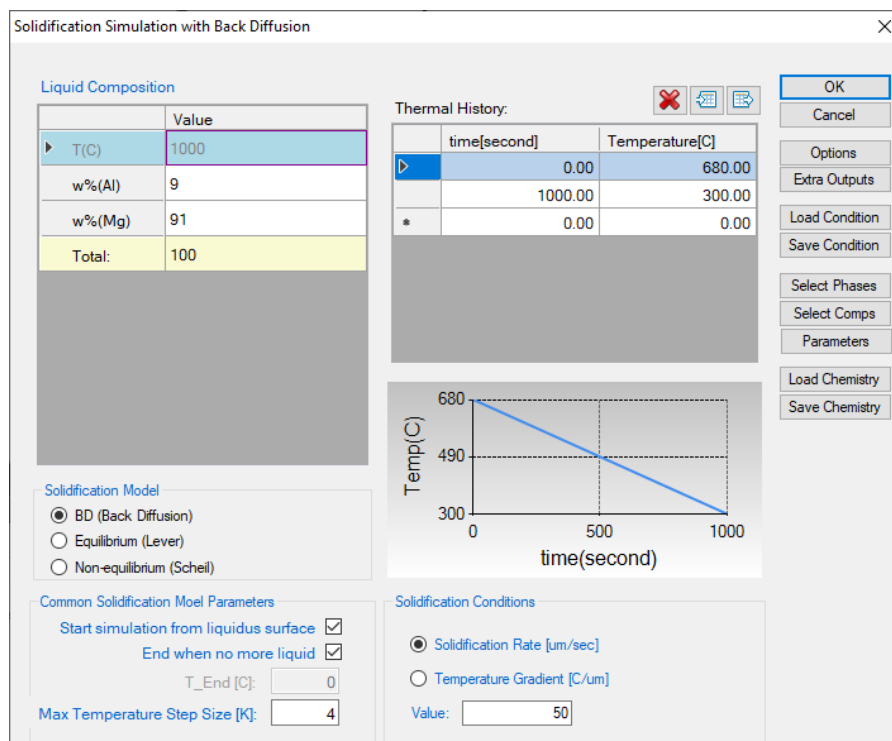 Solidification Simulation with Back Diffusion
Liquid Composition
Value
T(C) 1000
w%(Al) 9
w%(Mg) 91
Total: 100
Thermal History:
time[second] Temperature[C]
0.00 680.00
1000.00 300.00
* 0.00 0.00
OK
Cancel
Options
Extra Outputs
Load Condition
Save Condition
Select Phases
Select Comps
Parameters
Load Chemistry
Save Chemistry
Temp(C)
680
490
300
0 500 1000
time(second)
Solidification Model
BD (Back Diffusion)
Equilibrium (Lever)
Non-equilibrium (Scheil)
Common Solidification Moel Parameters
Start simulation from liquidus surface
End when no more liquid
T_End [C]: 0
Max Temperature Step Size [K]: 4
Solidification Conditions
Solidification Rate [um/sec]
Temperature Gradient [C/um]
Value: 50